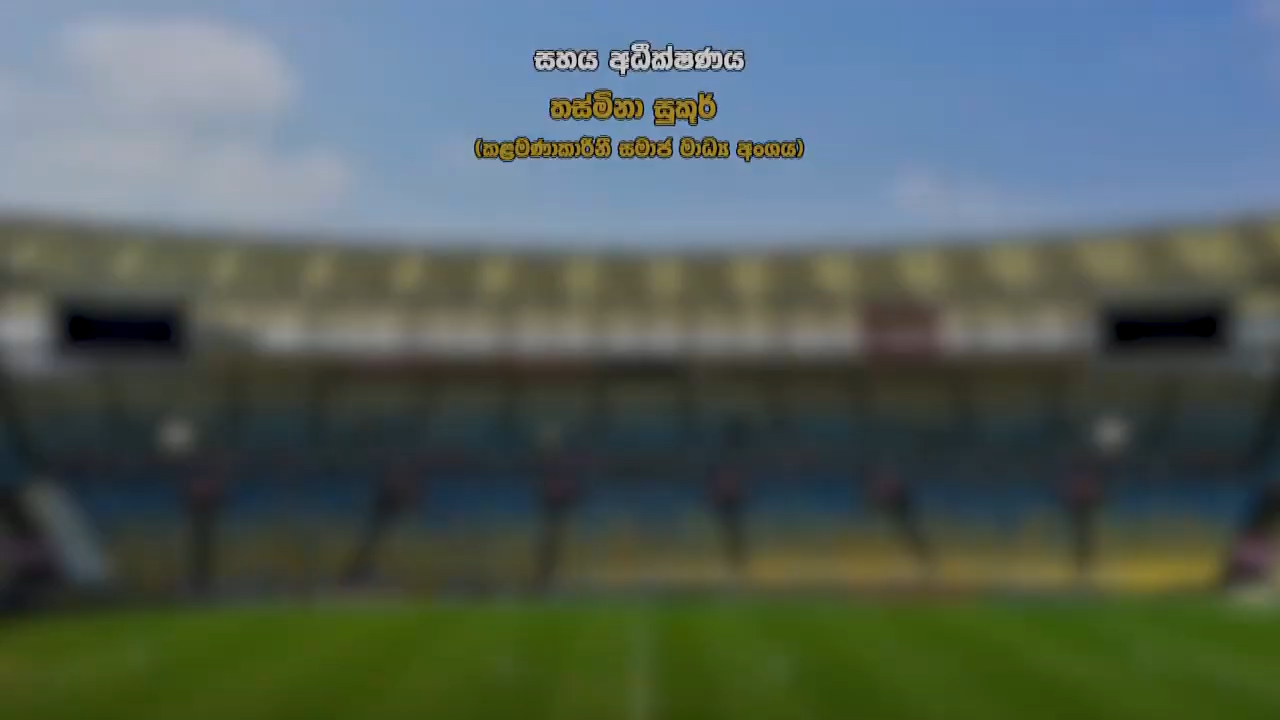 සහය අධීක්ෂණය
තස්මිනා සුකූර්
(කළමණාකාරිනී සමාජ මාධ්‍ය අංශය)